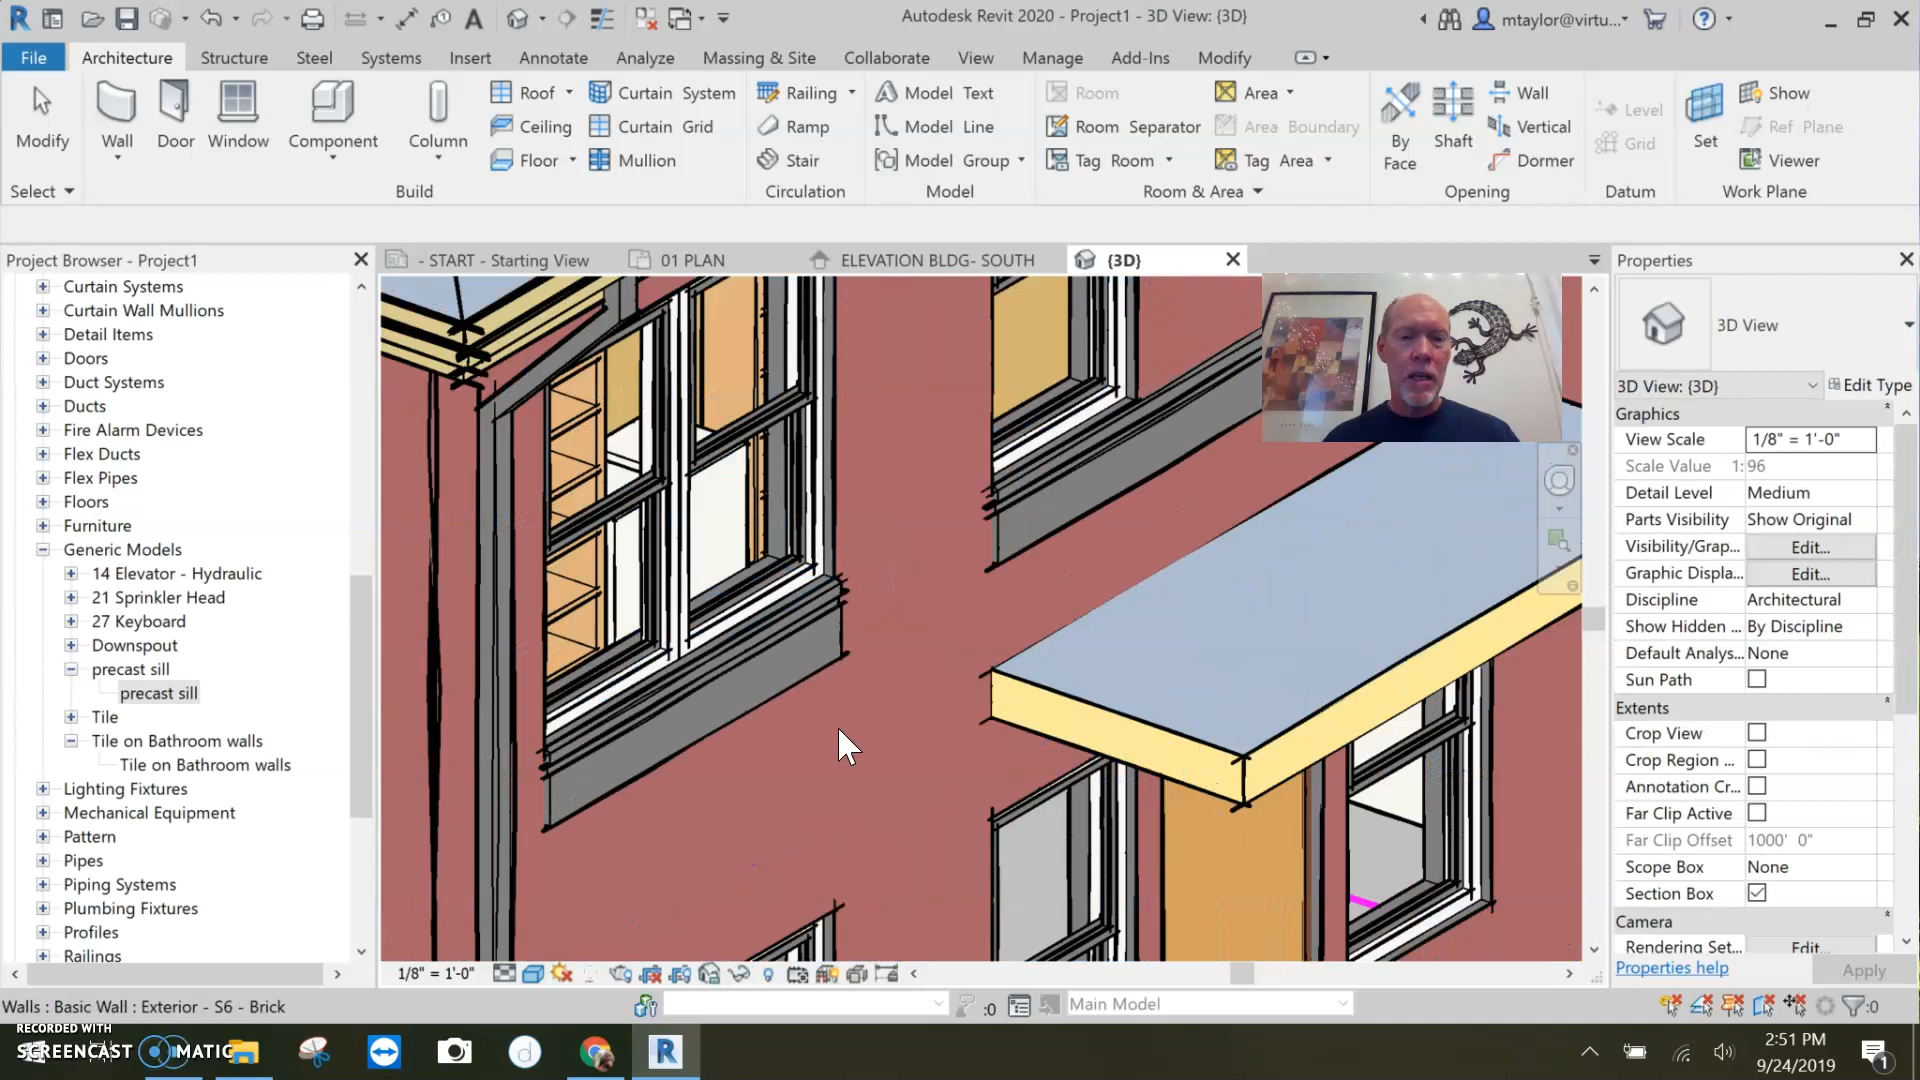 Autodesk Revit 2020 - Project1 - 3D View: {3D}
mtaylor@virtu...
File Architecture Structure Steel Systems Insert Annotate Analyze Massing & Site Collaborate View Manage Add-Ins Modify
Modify
Wall
Door
Window
Component
Column
Roof
Ceiling
Floor
Curtain System
Curtain Grid
Mullion
Railing
Ramp
Stair
Model Text
Model Line
Model Group
Room
Room Separator
Tag Room
Area
Area Boundary
Tag Area
By Face
Shaft
Wall
Vertical
Dormer
Level
Grid
Set
Show
Ref Plane
Viewer
Select Build Circulation Model Room & Area Opening Datum Work Plane
Project Browser - Project1
- START - Starting View
01 PLAN
ELEVATION BLDG- SOUTH
{3D}
Properties
Curtain Systems
Curtain Wall Mullions
Detail Items
Doors
Duct Systems
Ducts
Fire Alarm Devices
Flex Ducts
Flex Pipes
Floors
Furniture
Generic Models
14 Elevator - Hydraulic
21 Sprinkler Head
27 Keyboard
Downspout
precast sill
precast sill
Tile
Tile on Bathroom walls
Tile on Bathroom walls
Lighting Fixtures
Mechanical Equipment
Pattern
Pipes
Piping Systems
Plumbing Fixtures
Profiles
Railings
3D View
3D View: {3D} Edit Type
Graphics
View Scale 1/8" = 1'-0"
Scale Value 1: 96
Detail Level Medium
Parts Visibility Show Original
Visibility/Grap... Edit...
Graphic Displa... Edit...
Discipline Architectural
Show Hidden ... By Discipline
Default Analys... None
Sun Path
Extents
Crop View
Crop Region ...
Annotation Cr...
Far Clip Active
Far Clip Offset 1000' 0"
Scope Box None
Section Box
Camera
Rendering Set... Edit...
Properties help Apply
1/8" = 1'-0"
Walls : Basic Wall : Exterior - S6 - Brick
:0
Main Model
:0
RECORDED WITH
SCREENCAST MATIC
2:51 PM
9/24/2019
1